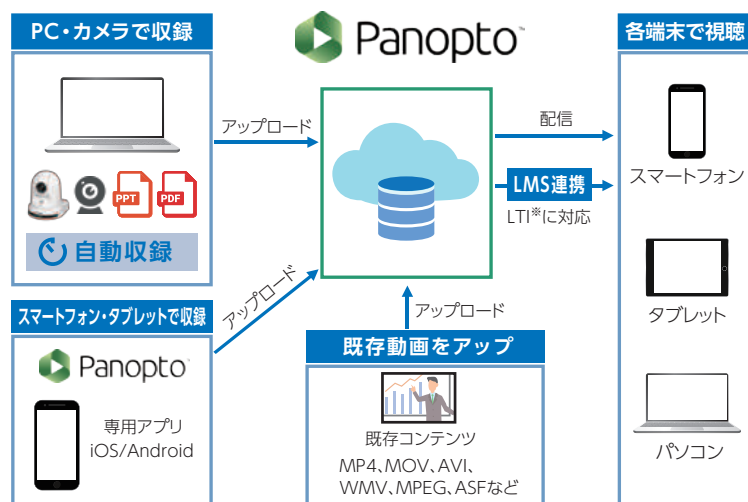 PC・カメラで収録
PPT
PDF
自動収録
アップロード
スマートフォン・タブレットで収録
Panopto™
専用アプリ
iOS/Android
アップロード
Panopto™
アップロード
既存動画をアップ
既存コンテンツ
MP4、MOV、AVI、
WMV、MPEG、ASFなど
配信
LMS連携
LTI※に対応
各端末で視聴
スマートフォン
タブレット
パソコン